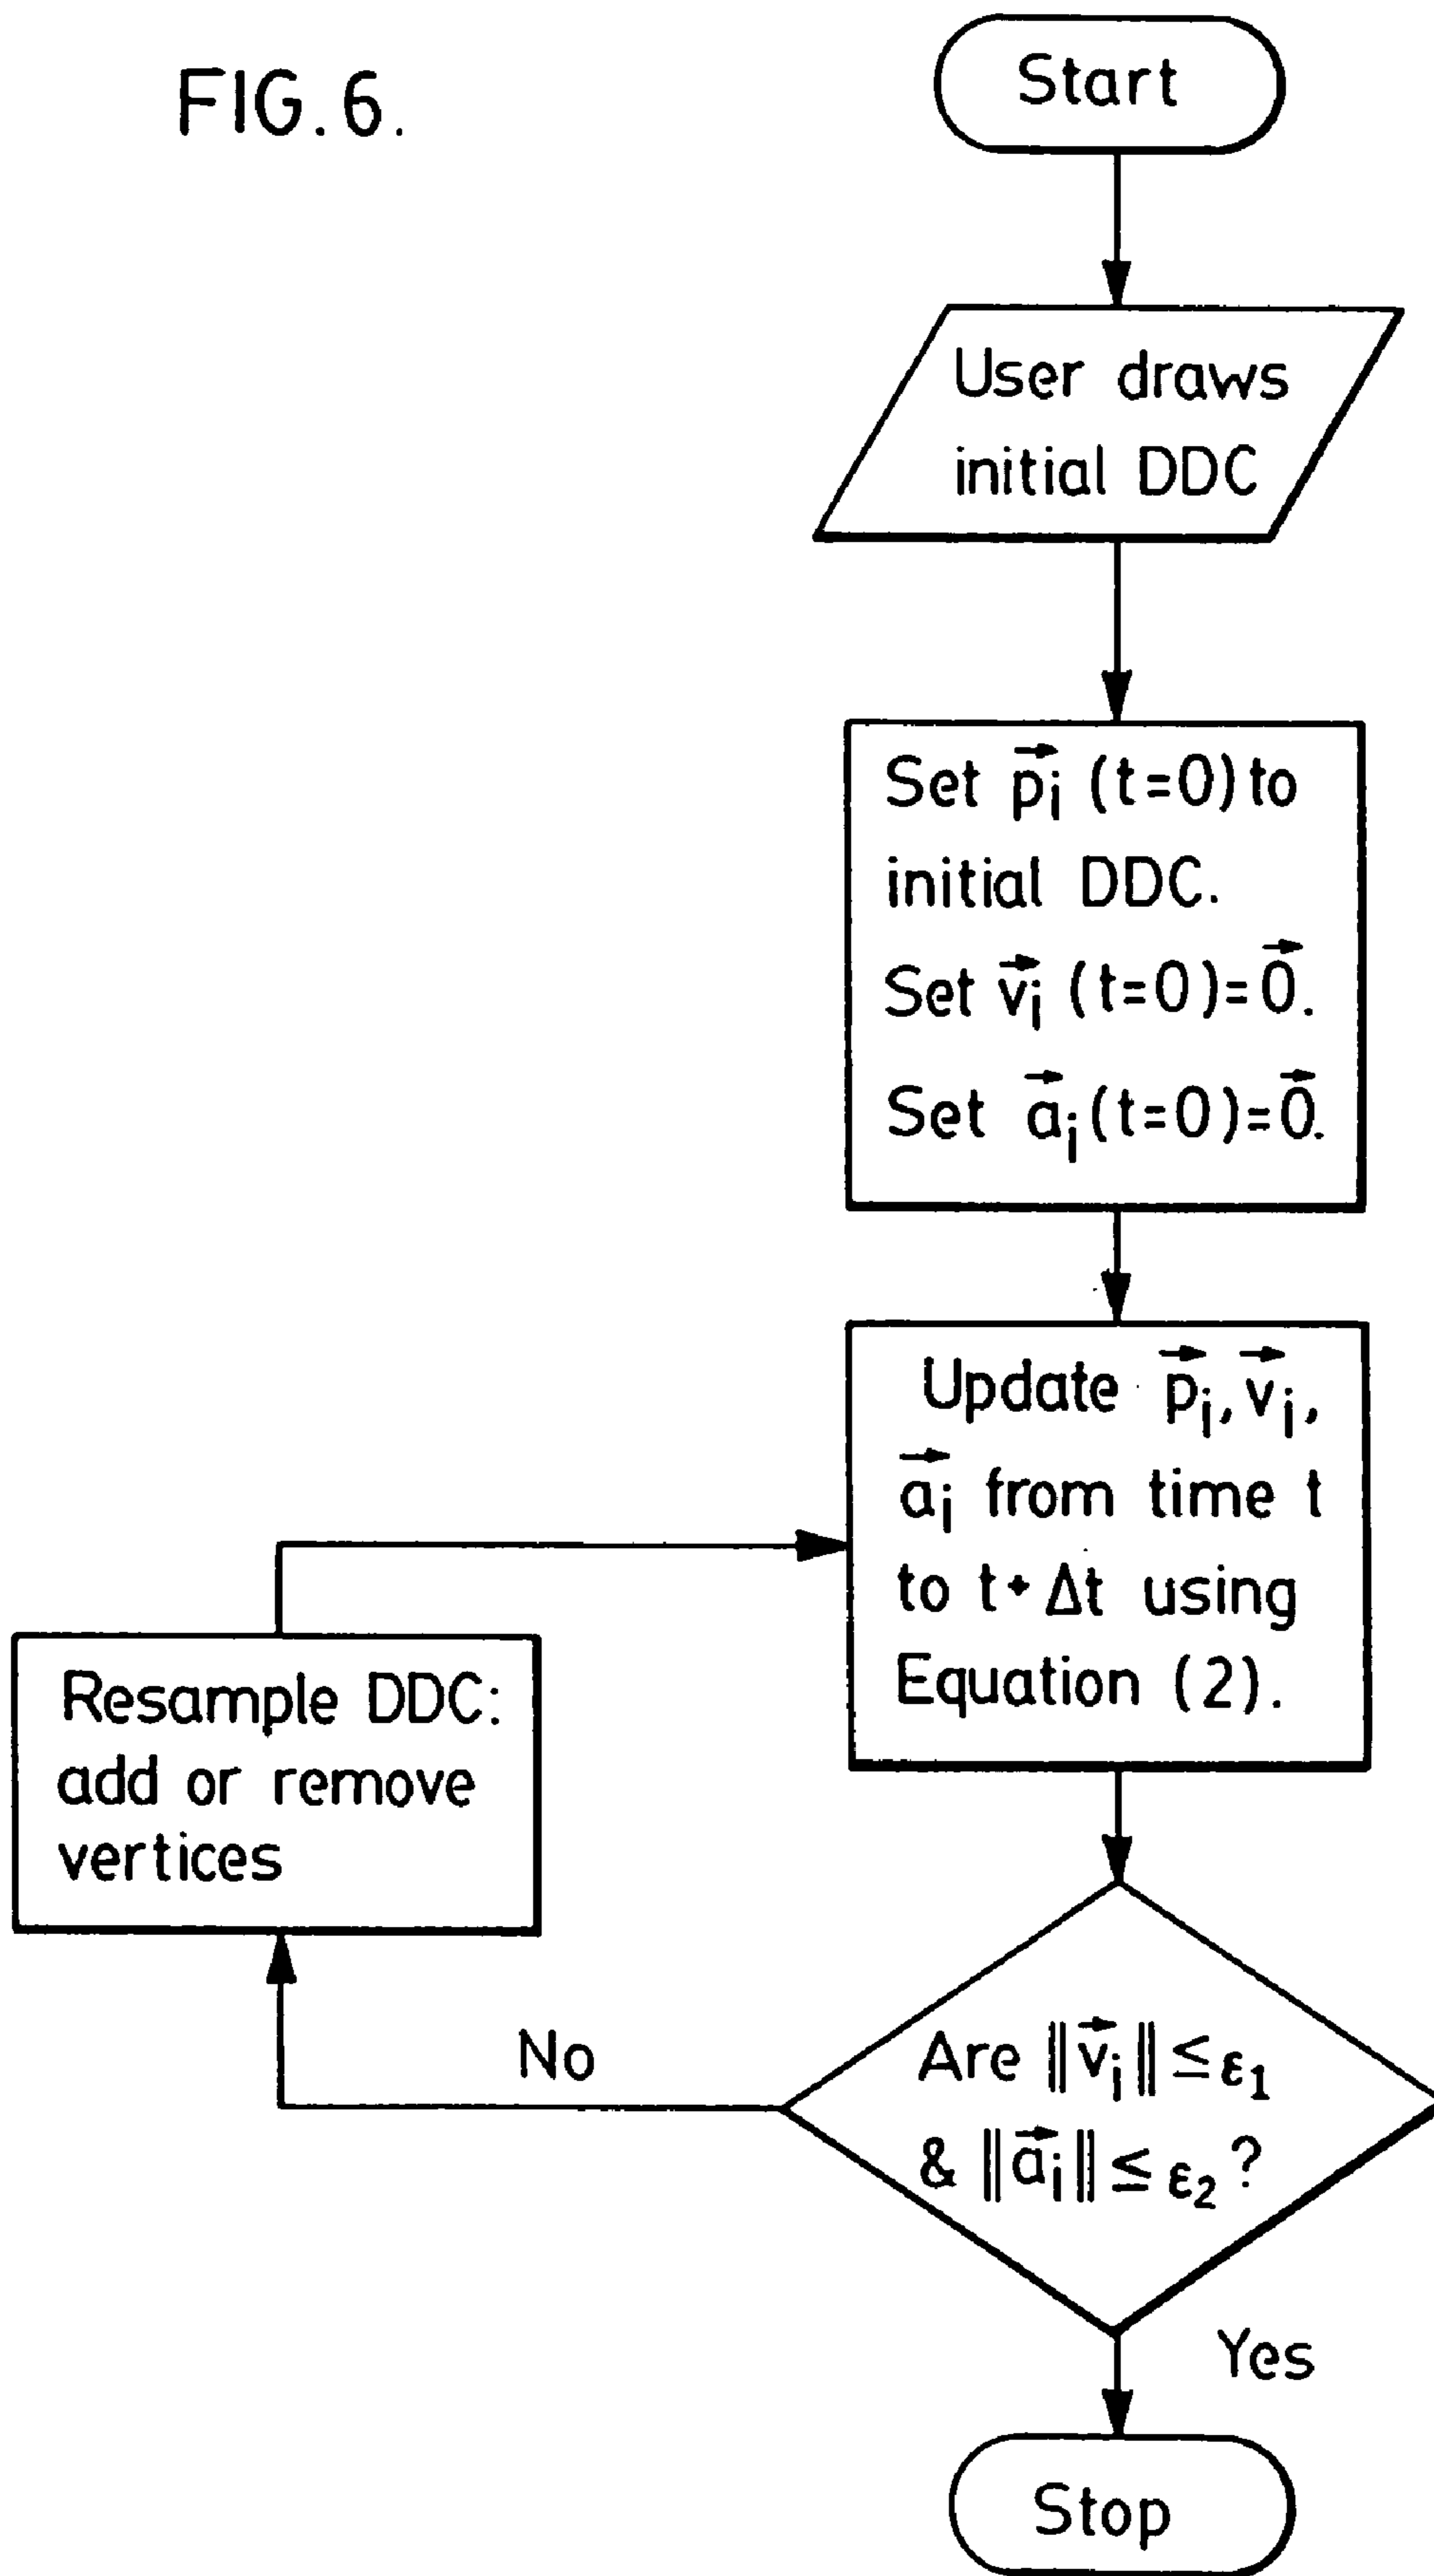 FIG. 6.
Start
User draws
initial DDC
Set p⃗i (t=0) to
initial DDC.
Set v⃗i (t=0)=0⃗.
Set a⃗i(t=0)=0⃗.
Update p⃗i, v⃗i,
a⃗i from time t
to t+Δt using
Equation (2).
Resample DDC:
add or remove
vertices
No
Are ‖v⃗i‖ ≤ ε1
& ‖a⃗i‖ ≤ ε2?
Yes
Stop